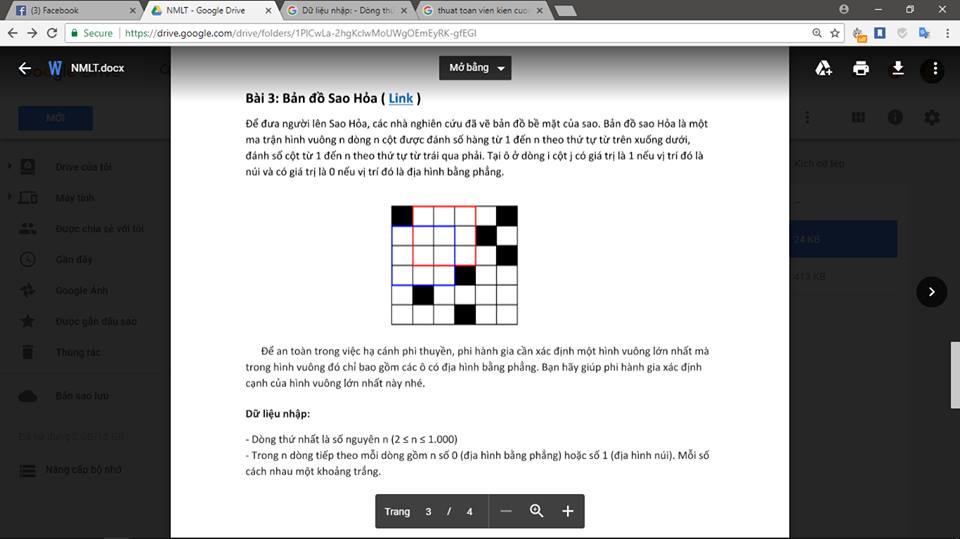 (3) Facebook
NMLT - Google Drive
Dữ liệu nhập: - Dòng thứ
thuat toan vien kien cuon
Secure
https://drive.google.com/drive/folders/1PlCwLa-2hgKclwMoUWgOEmEyRK-gfEGI
W NMLT.docx
Mở bằng
MỚI
Drive của tôi
Máy tính
Được chia sẻ với tôi
Gần đây
Google Ảnh
Được gắn dấu sao
Thùng rác
Bản sao lưu
Nâng cấp bộ nhớ
Kích cỡ tệp
24 KB
413 KB
Bài 3: Bản đồ Sao Hỏa ( Link )
Để đưa người lên Sao Hỏa, các nhà nghiên cứu đã vẽ bản đồ bề mặt của sao. Bản đồ sao Hỏa là một
ma trận hình vuông n dòng n cột được đánh số hàng từ 1 đến n theo thứ tự từ trên xuống dưới,
đánh số cột từ 1 đến n theo thứ tự từ trái qua phải. Tại ô ở dòng i cột j có giá trị là 1 nếu vị trí đó là
núi và có giá trị là 0 nếu vị trí đó là địa hình bằng phẳng.
Để an toàn trong việc hạ cánh phi thuyền, phi hành gia cần xác định một hình vuông lớn nhất mà
trong hình vuông đó chỉ bao gồm các ô có địa hình bằng phẳng. Bạn hãy giúp phi hành gia xác định
cạnh của hình vuông lớn nhất này nhé.
Dữ liệu nhập:
- Dòng thứ nhất là số nguyên n (2 ≤ n ≤ 1.000)
- Trong n dòng tiếp theo mỗi dòng gồm n số 0 (địa hình bằng phẳng) hoặc số 1 (địa hình núi). Mỗi số
cách nhau một khoảng trắng.
Trang 3 / 4